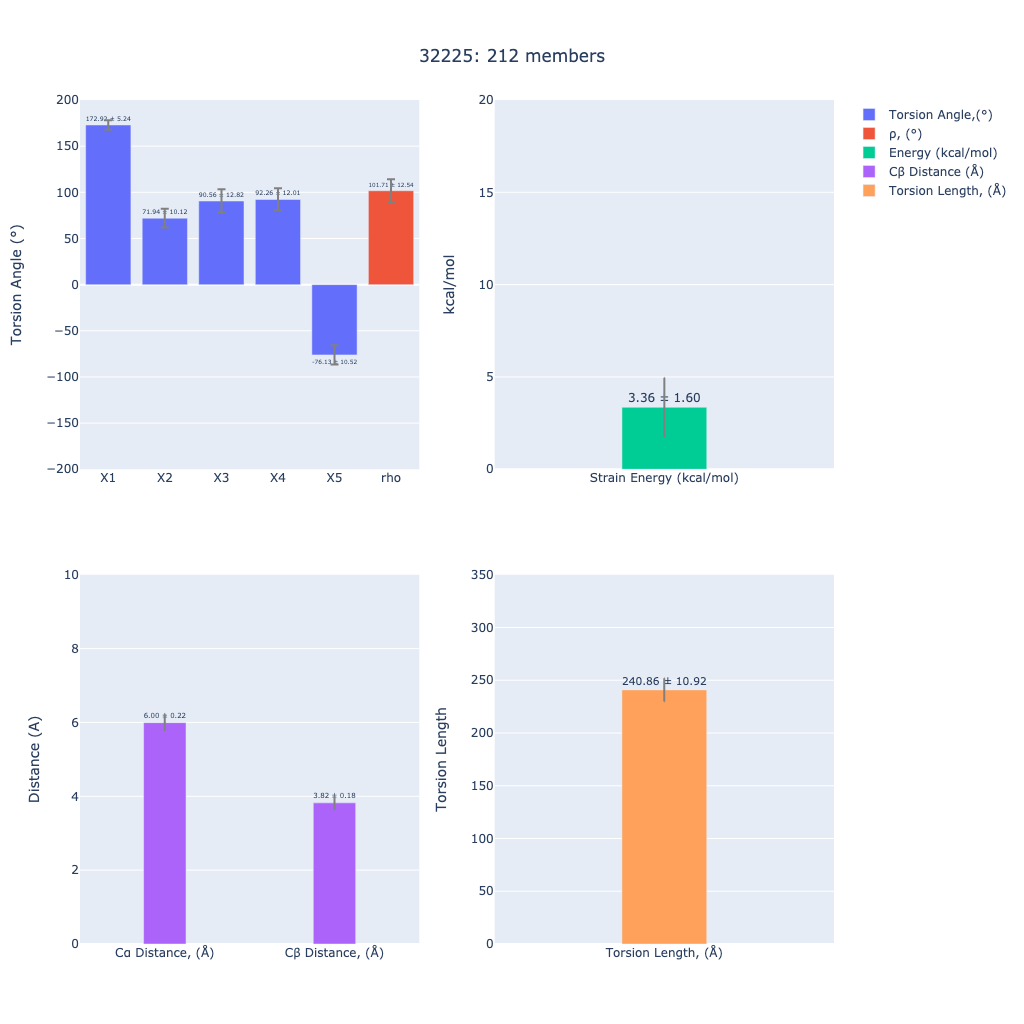 32225: 212 members
Torsion Angle (°)
200
150
100
50
0
−50
−100
−150
−200
172.92 ± 5.24
71.94 ± 10.12
90.56 ± 12.82
92.26 ± 12.01
-76.13 ± 10.52
101.71 ± 12.54
X1 X2 X3 X4 X5 rho
kcal/mol
20
15
10
5
0
3.36 ± 1.60
Strain Energy (kcal/mol)
Torsion Angle,(°)
ρ, (°)
Energy (kcal/mol)
Cβ Distance (Å)
Torsion Length, (Å)
Distance (A)
10
8
6
4
2
0
6.00 ± 0.22
3.82 ± 0.18
Cα Distance, (Å) Cβ Distance, (Å)
Torsion Length
350
300
250
200
150
100
50
0
240.86 ± 10.92
Torsion Length, (Å)